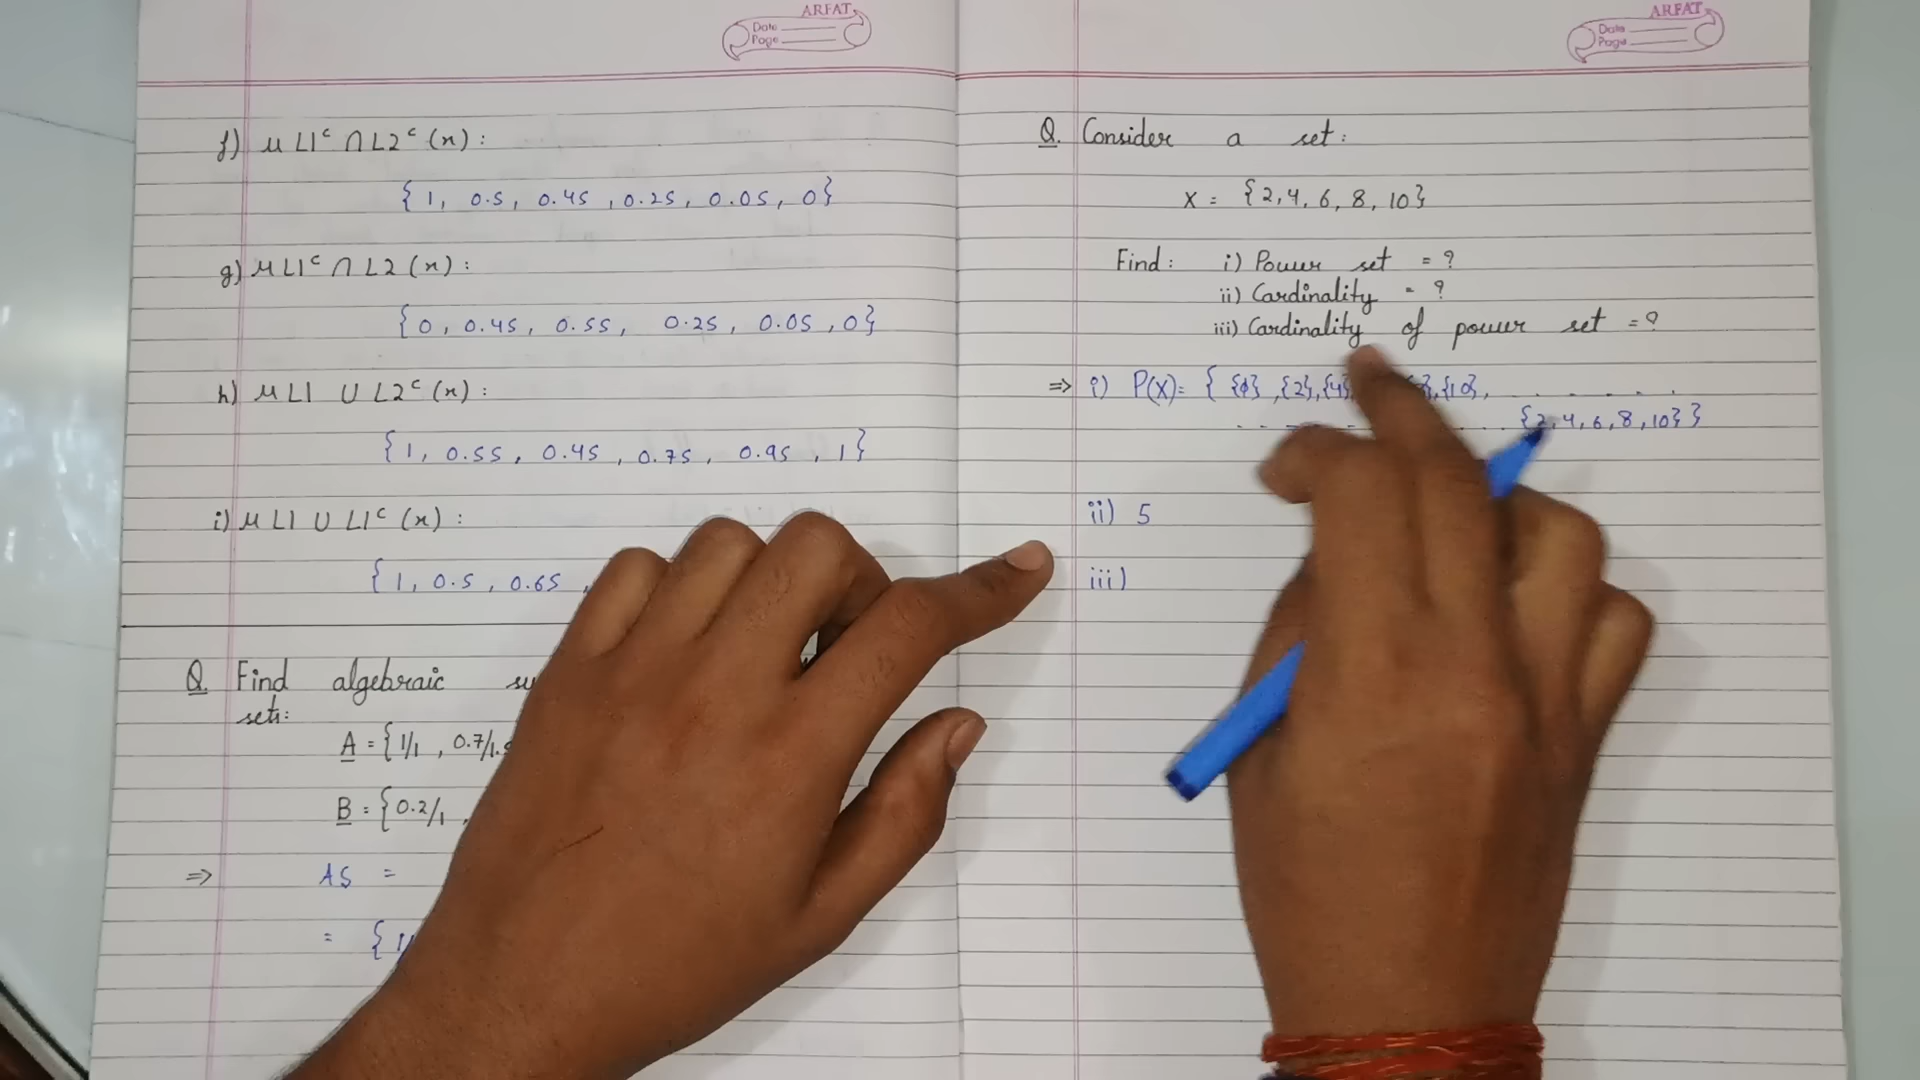 ARFAT
Date
Page
f) μ L1ᶜ ∩ L2ᶜ (x) :
{ 1, 0.5, 0.45, 0.25, 0.05, 0}
g) μ L1ᶜ ∩ L2 (x) :
{0, 0.45, 0.55, 0.25, 0.05, 0}
h) μ L1 ∪ L2ᶜ (x) :
{1, 0.55, 0.45, 0.75, 0.95, 1}
i) μ L1 ∪ L1ᶜ (x) :
{1, 0.5, 0.65,
Q. Find algebraic
sets:
A = {1/1, 0.7/1.
B = {0.2/1,
⇒ AS =
= {
ARFAT
Date
Page
Q. Consider a set:
X = {2, 4, 6, 8, 10}
Find: i) Power set = ?
ii) Cardinality = ?
iii) Cardinality of power set = ?
⇒ i) P(X) = { {ϕ}, {2}, {4} {10}, . . . . .
. . . . . . . . . {2, 4, 6, 8, 10} }
ii) 5
iii)